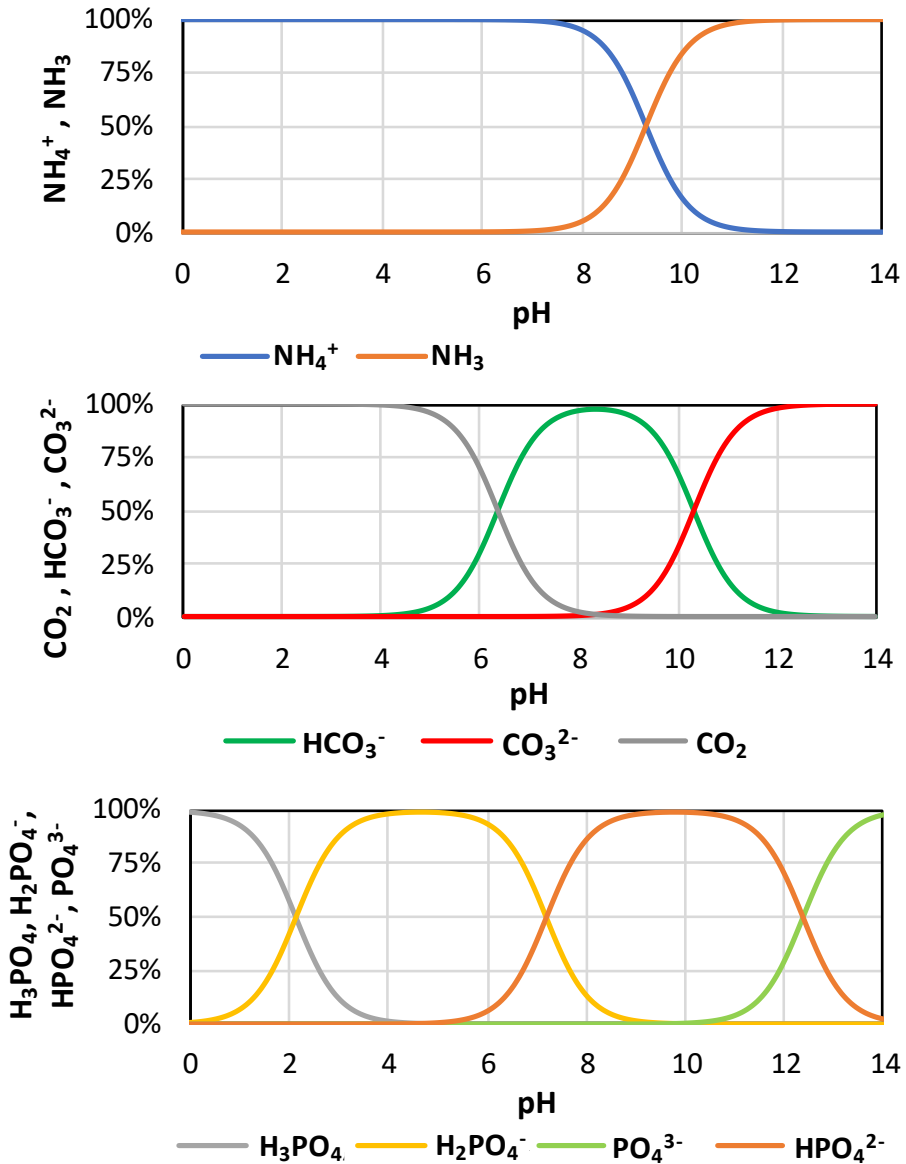 100%
75%
50%
25%
0%
NH₄⁺ , NH₃
0 2 4 6 8 10 12 14
pH
NH₄⁺ NH₃
100%
75%
50%
25%
0%
CO₂ , HCO₃⁻ , CO₃²⁻
0 2 4 6 8 10 12 14
pH
HCO₃⁻ CO₃²⁻ CO₂
100%
75%
50%
25%
0%
H₃PO₄, H₂PO₄⁻,
HPO₄²⁻, PO₄³⁻
0 2 4 6 8 10 12 14
pH
H₃PO₄, H₂PO₄⁻ PO₄³⁻ HPO₄²⁻